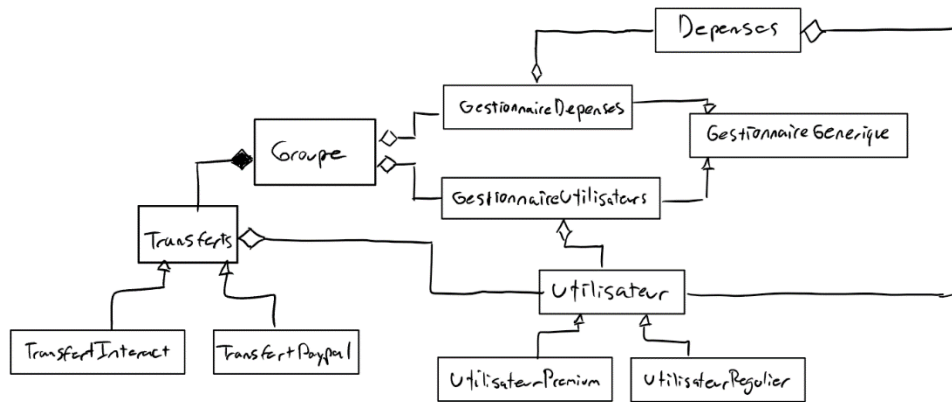 Depenses
GestionnaireDepenses
GestionnaireGenerique
Groupe
GestionnaireUtilisateurs
Transferts
Utilisateur
TransfertInteract
TransfertPaypal
UtilisateurPremium
UtilisateurRegulier